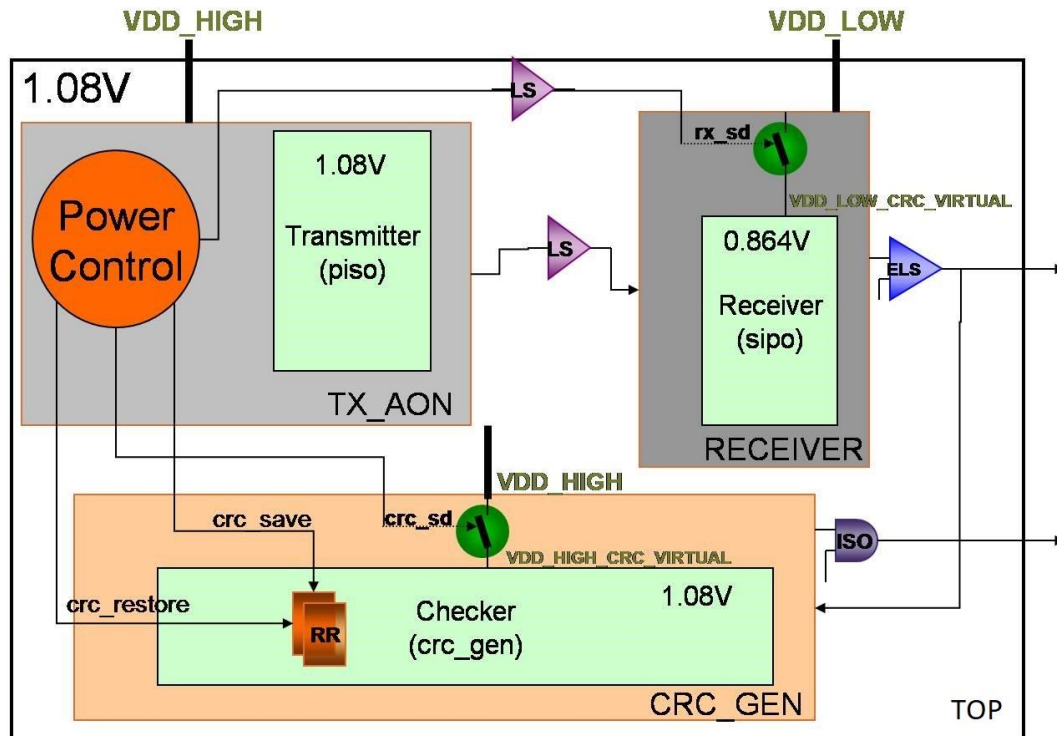 VDD_HIGH
VDD_LOW
1.08V
LS
rx_sd
1.08V
Transmitter
(piso)
Power
Control
VDD_LOW_CRC_VIRTUAL
LS
0.864V
Receiver
(sipo)
ELS
TX_AON
RECEIVER
VDD_HIGH
crc_save
crc_sd
ISO
VDD_HIGH_CRC_VIRTUAL
crc_restore
RR
Checker
(crc_gen)
1.08V
CRC_GEN
TOP